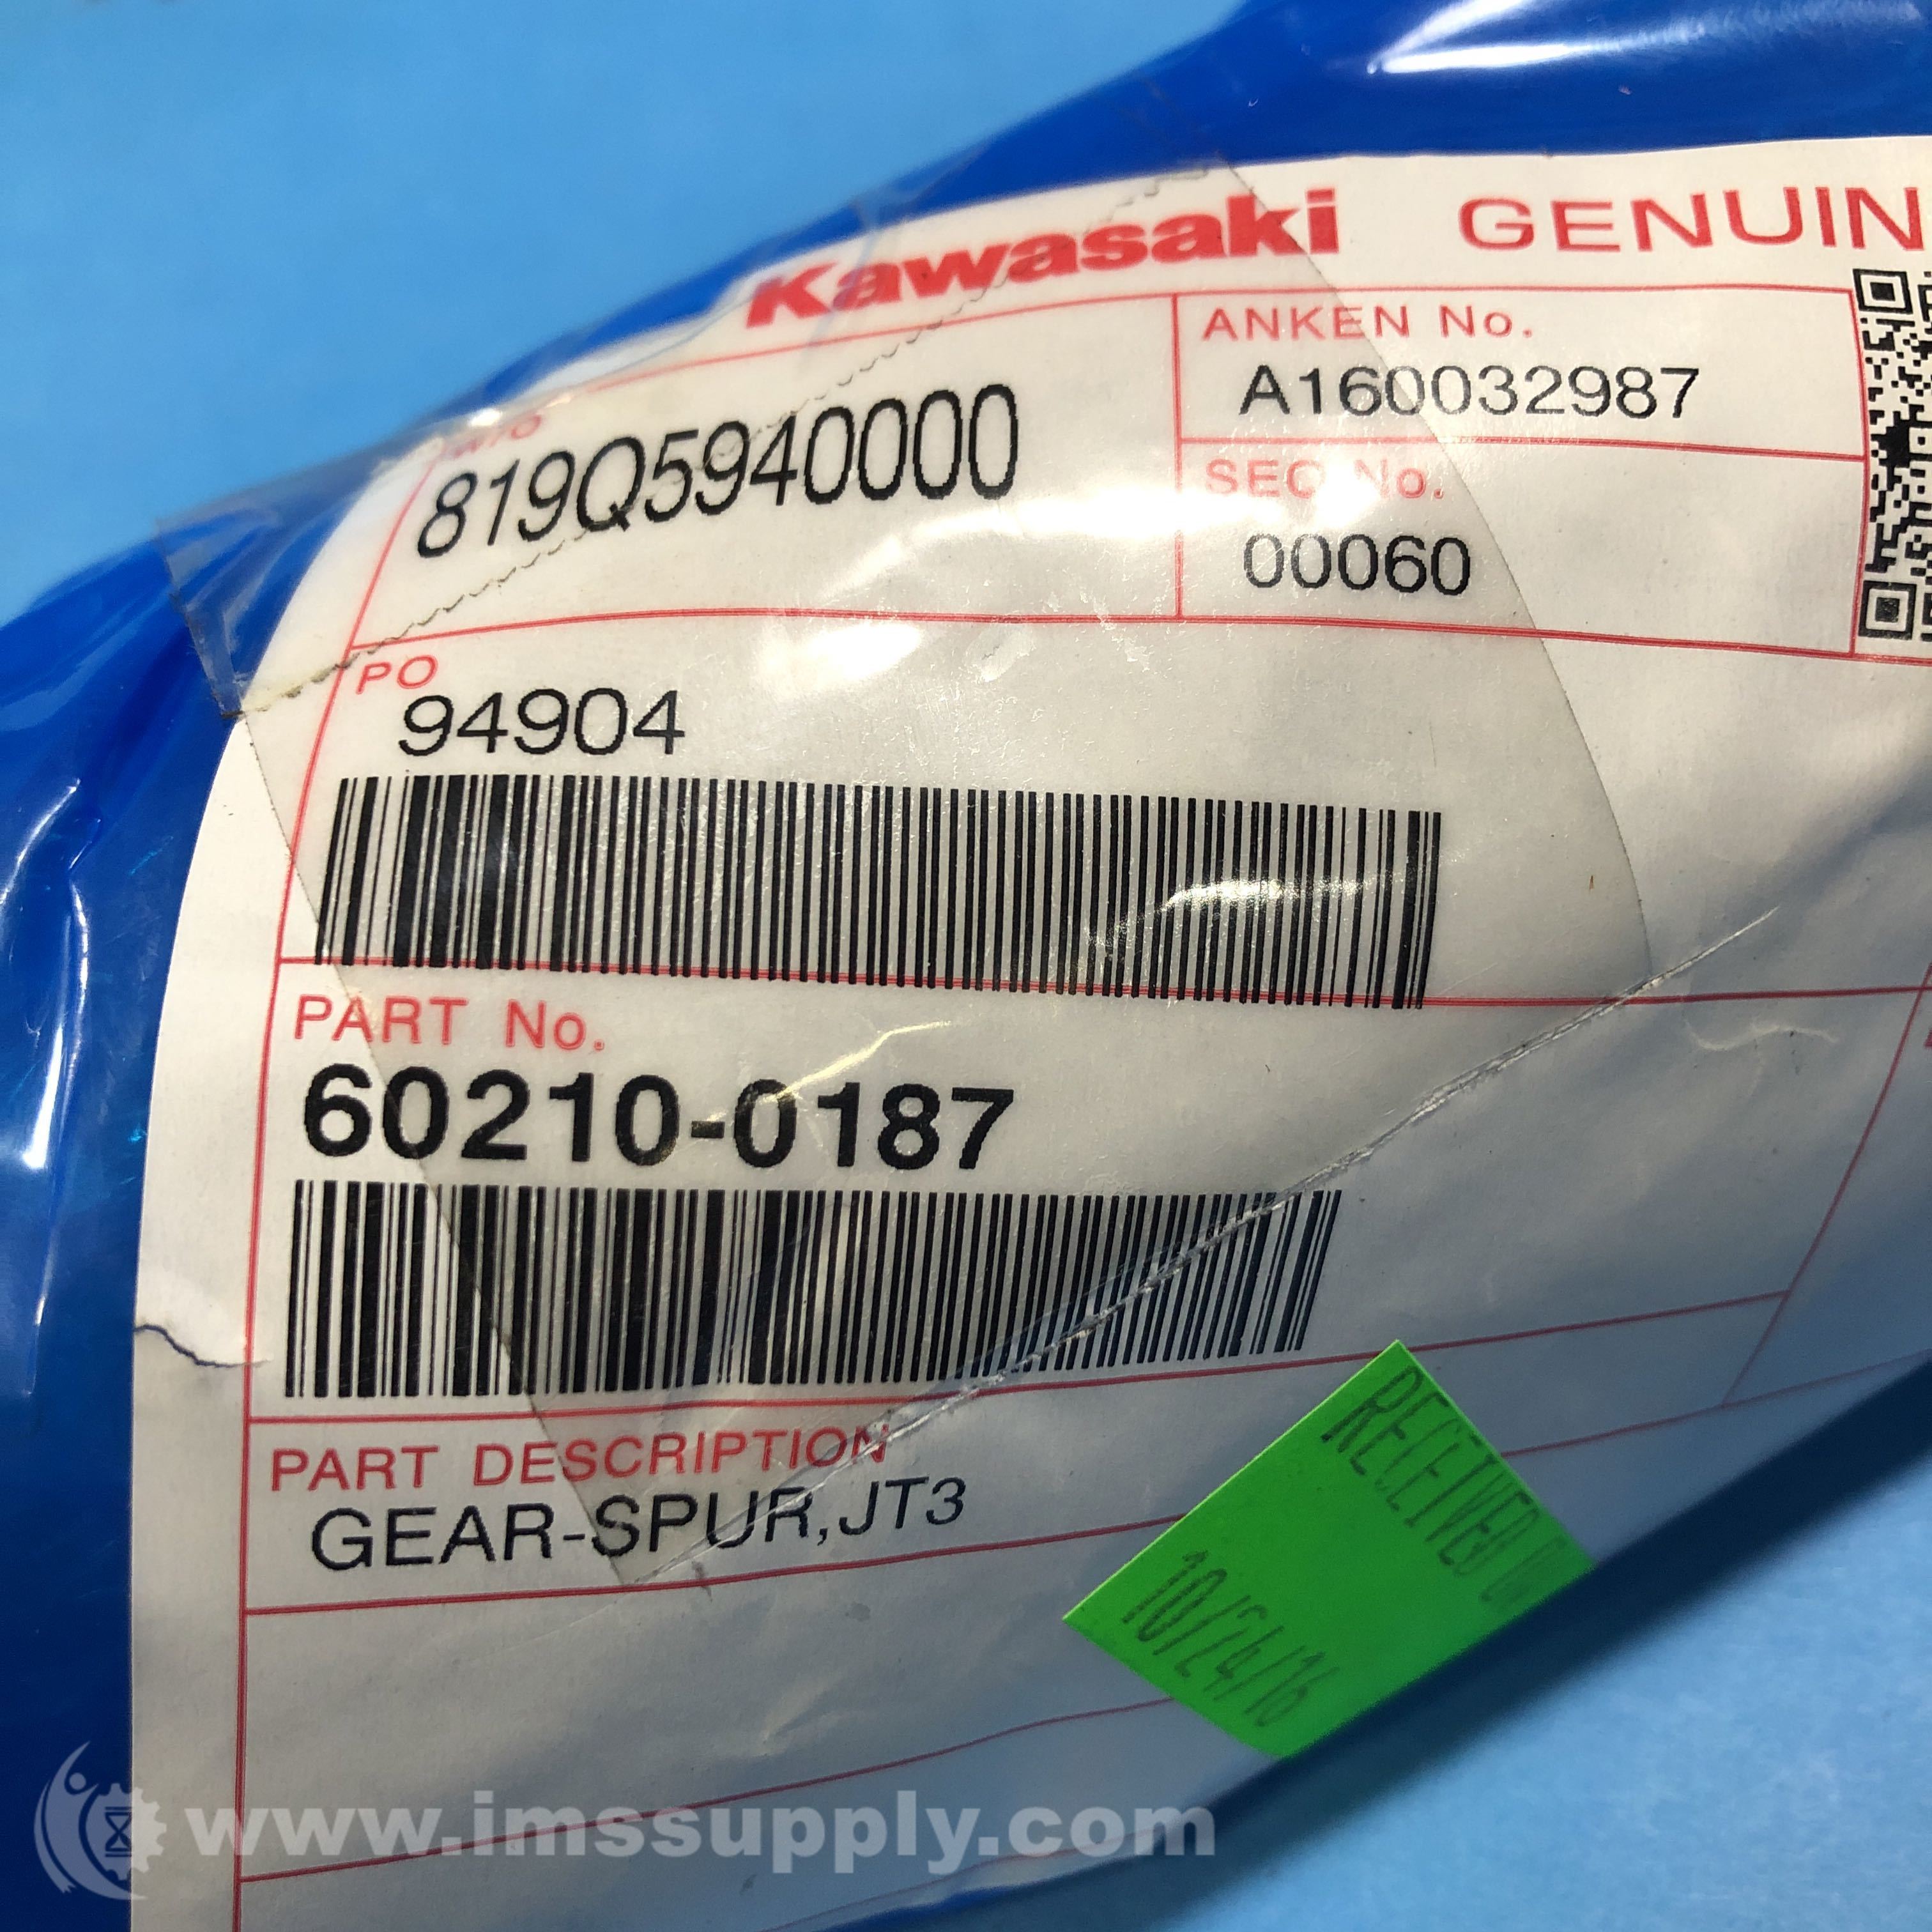 Kawasaki GENUIN
W/O
819Q5940000
ANKEN No.
A160032987
SEQ No.
00060
PO
94904
PART No.
60210-0187
PART DESCRIPTION
GEAR-SPUR,JT3
RECEIVED
10/24/16
www.imssupply.com